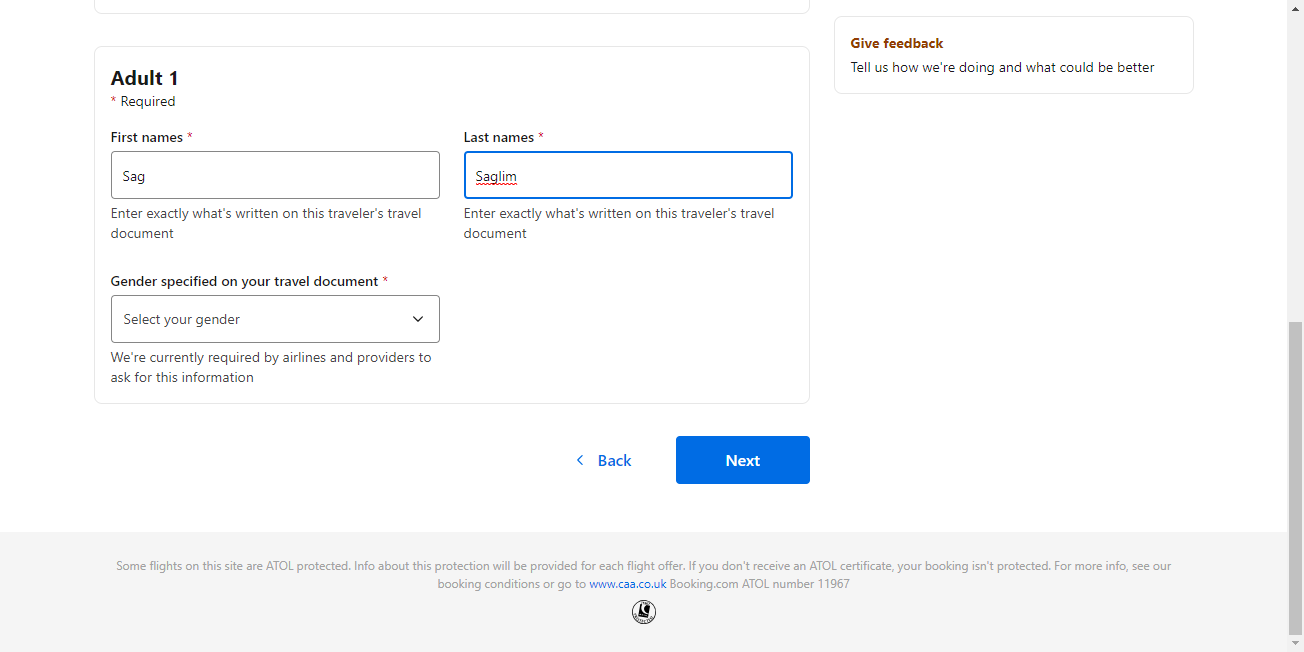 Give feedback
Tell us how we're doing and what could be better
Adult 1
* Required
First names *
Last names *
Sag
Saglim
Enter exactly what's written on this traveler's travel
document
Enter exactly what's written on this traveler's travel
document
Gender specified on your travel document *
Select your gender
We're currently required by airlines and providers to
ask for this information
Back
Next
Some flights on this site are ATOL protected. Info about this protection will be provided for each flight offer. If you don't receive an ATOL certificate, your booking isn't protected. For more info, see our
booking conditions or go to www.caa.co.uk Booking.com ATOL number 11967